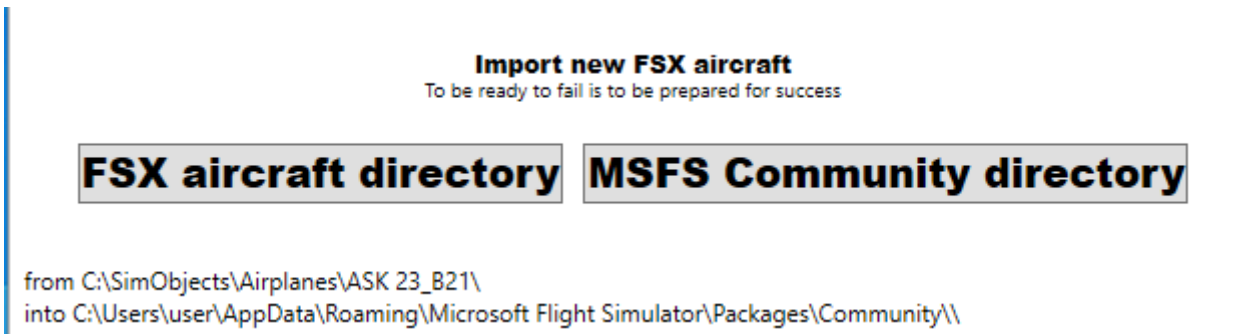 Import new FSX aircraft
To be ready to fail is to be prepared for success
FSX aircraft directory MSFS Community directory
from C:\SimObjects\Airplanes\ASK 23_B21\
into C:\Users\user\AppData\Roaming\Microsoft Flight Simulator\Packages\Community\\